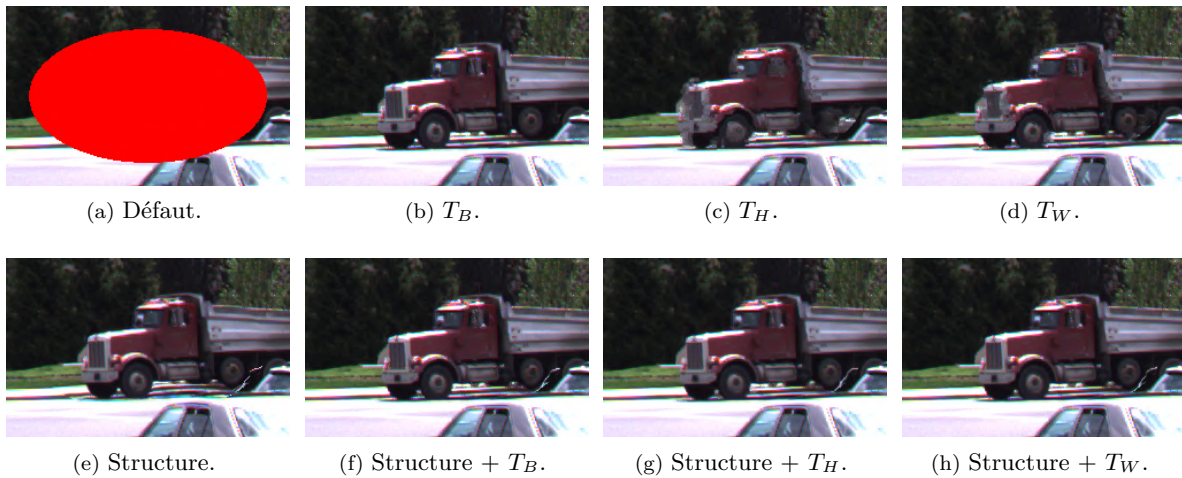 (a) Défaut.
(b) T_B.
(c) T_H.
(d) T_W.
(e) Structure.
(f) Structure + T_B.
(g) Structure + T_H.
(h) Structure + T_W.